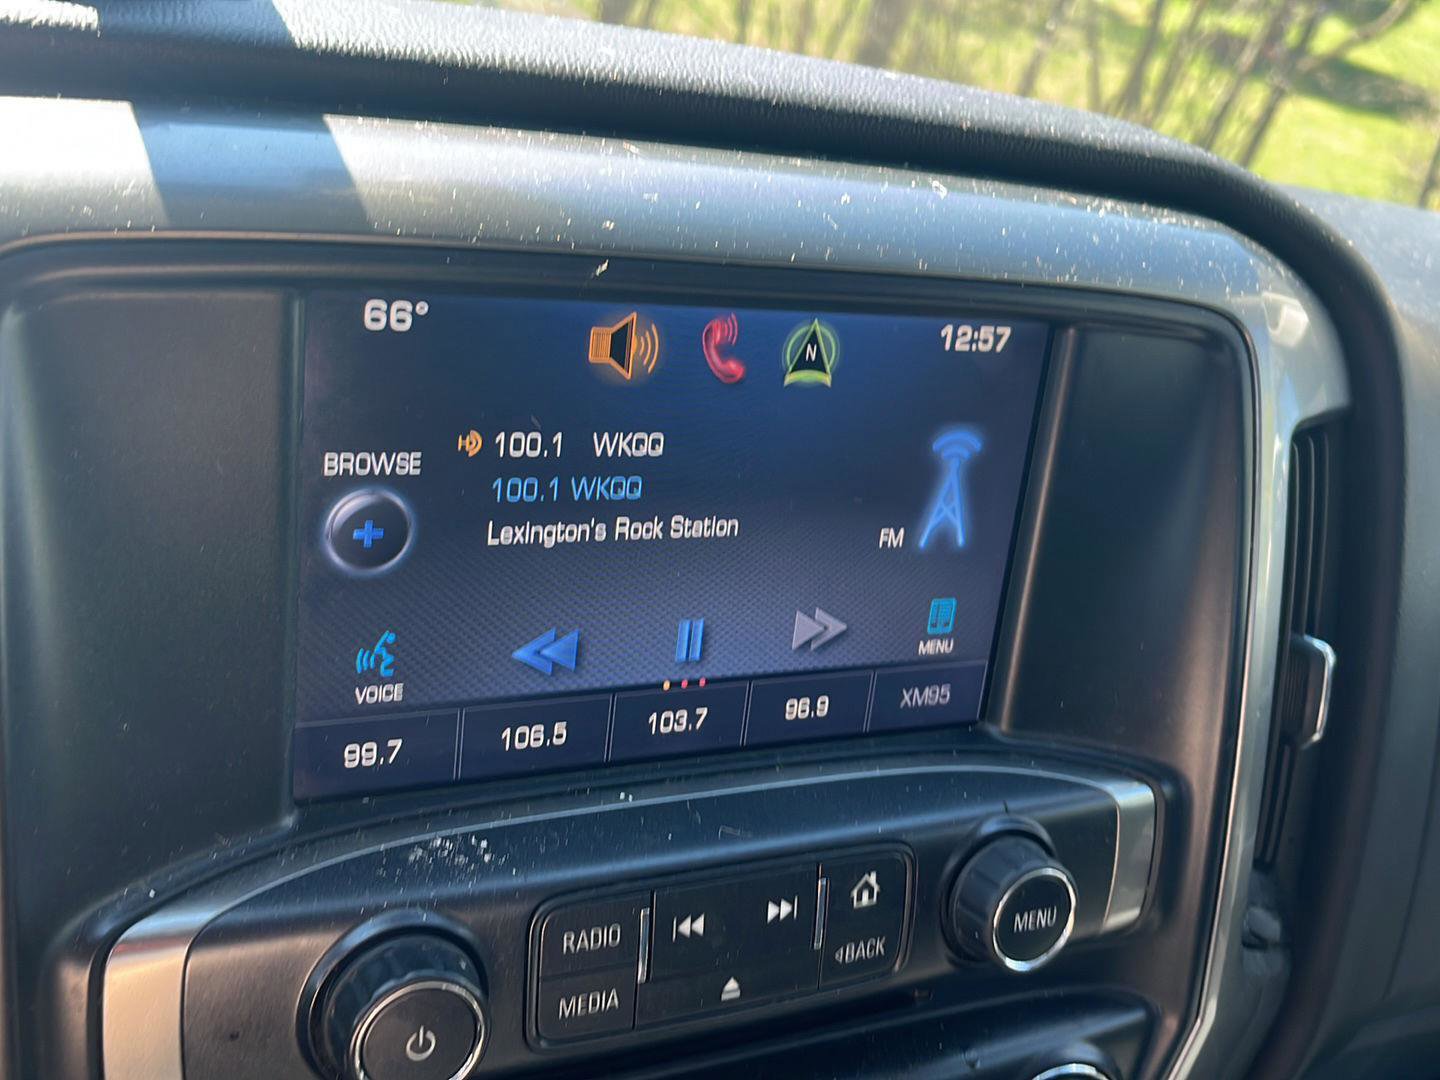 66°
12:57
N
BROWSE
HD 100.1 WKQQ
100.1 WKQQ
Lexington's Rock Station
FM
VOICE
MENU
99.7
106.5
103.7
96.9
XM95
RADIO
MEDIA
BACK
MENU